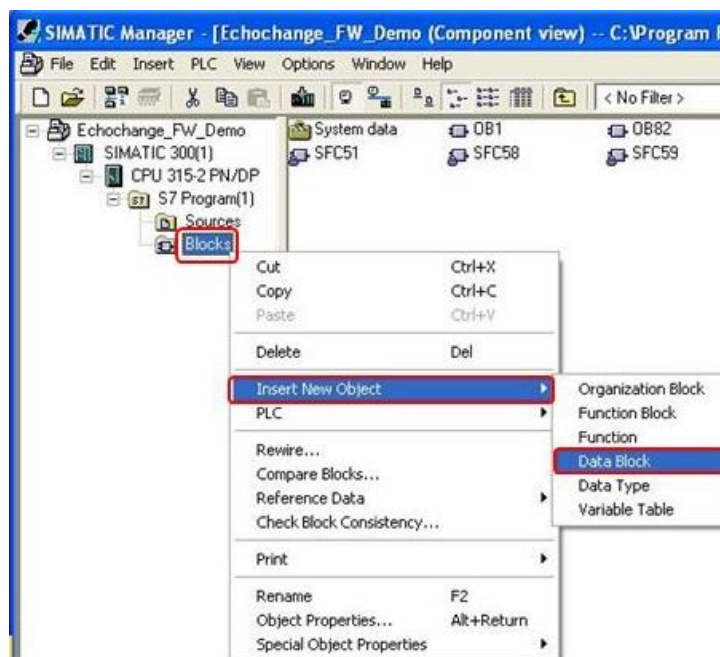 SIMATIC Manager - [Echochange_FW_Demo (Component view) -- C:\Program
File Edit Insert PLC View Options Window Help
< No Filter >
Echochange_FW_Demo
SIMATIC 300(1)
CPU 315-2 PN/DP
S7 Program(1)
Sources
Blocks
System data OB1 OB82
SFC51 SFC58 SFC59
Cut Ctrl+X
Copy Ctrl+C
Paste Ctrl+V
Delete Del
Insert New Object
PLC
Rewire...
Compare Blocks...
Reference Data
Check Block Consistency...
Print
Rename F2
Object Properties... Alt+Return
Special Object Properties
Organization Block
Function Block
Function
Data Block
Data Type
Variable Table